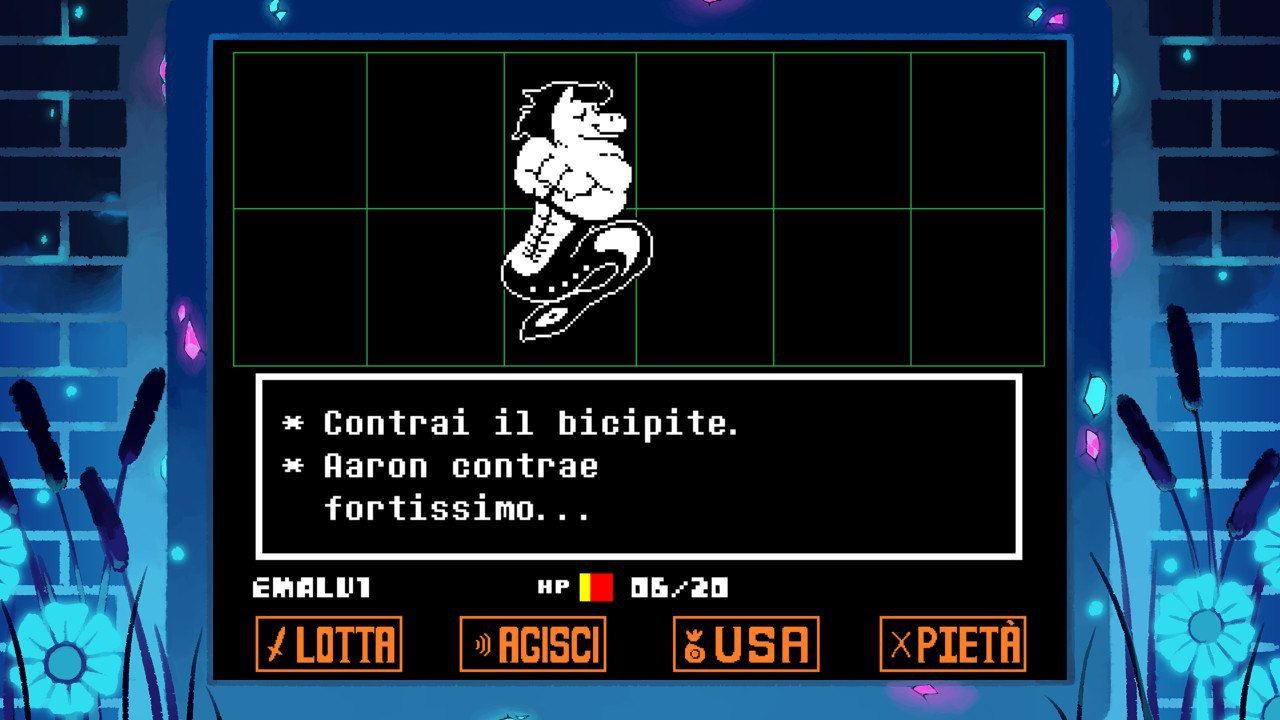 * Contrai il bicipite.
* Aaron contrae
fortissimo...
EMALU1 HP 06/20
LOTTA AGISCI USA PIETÀ